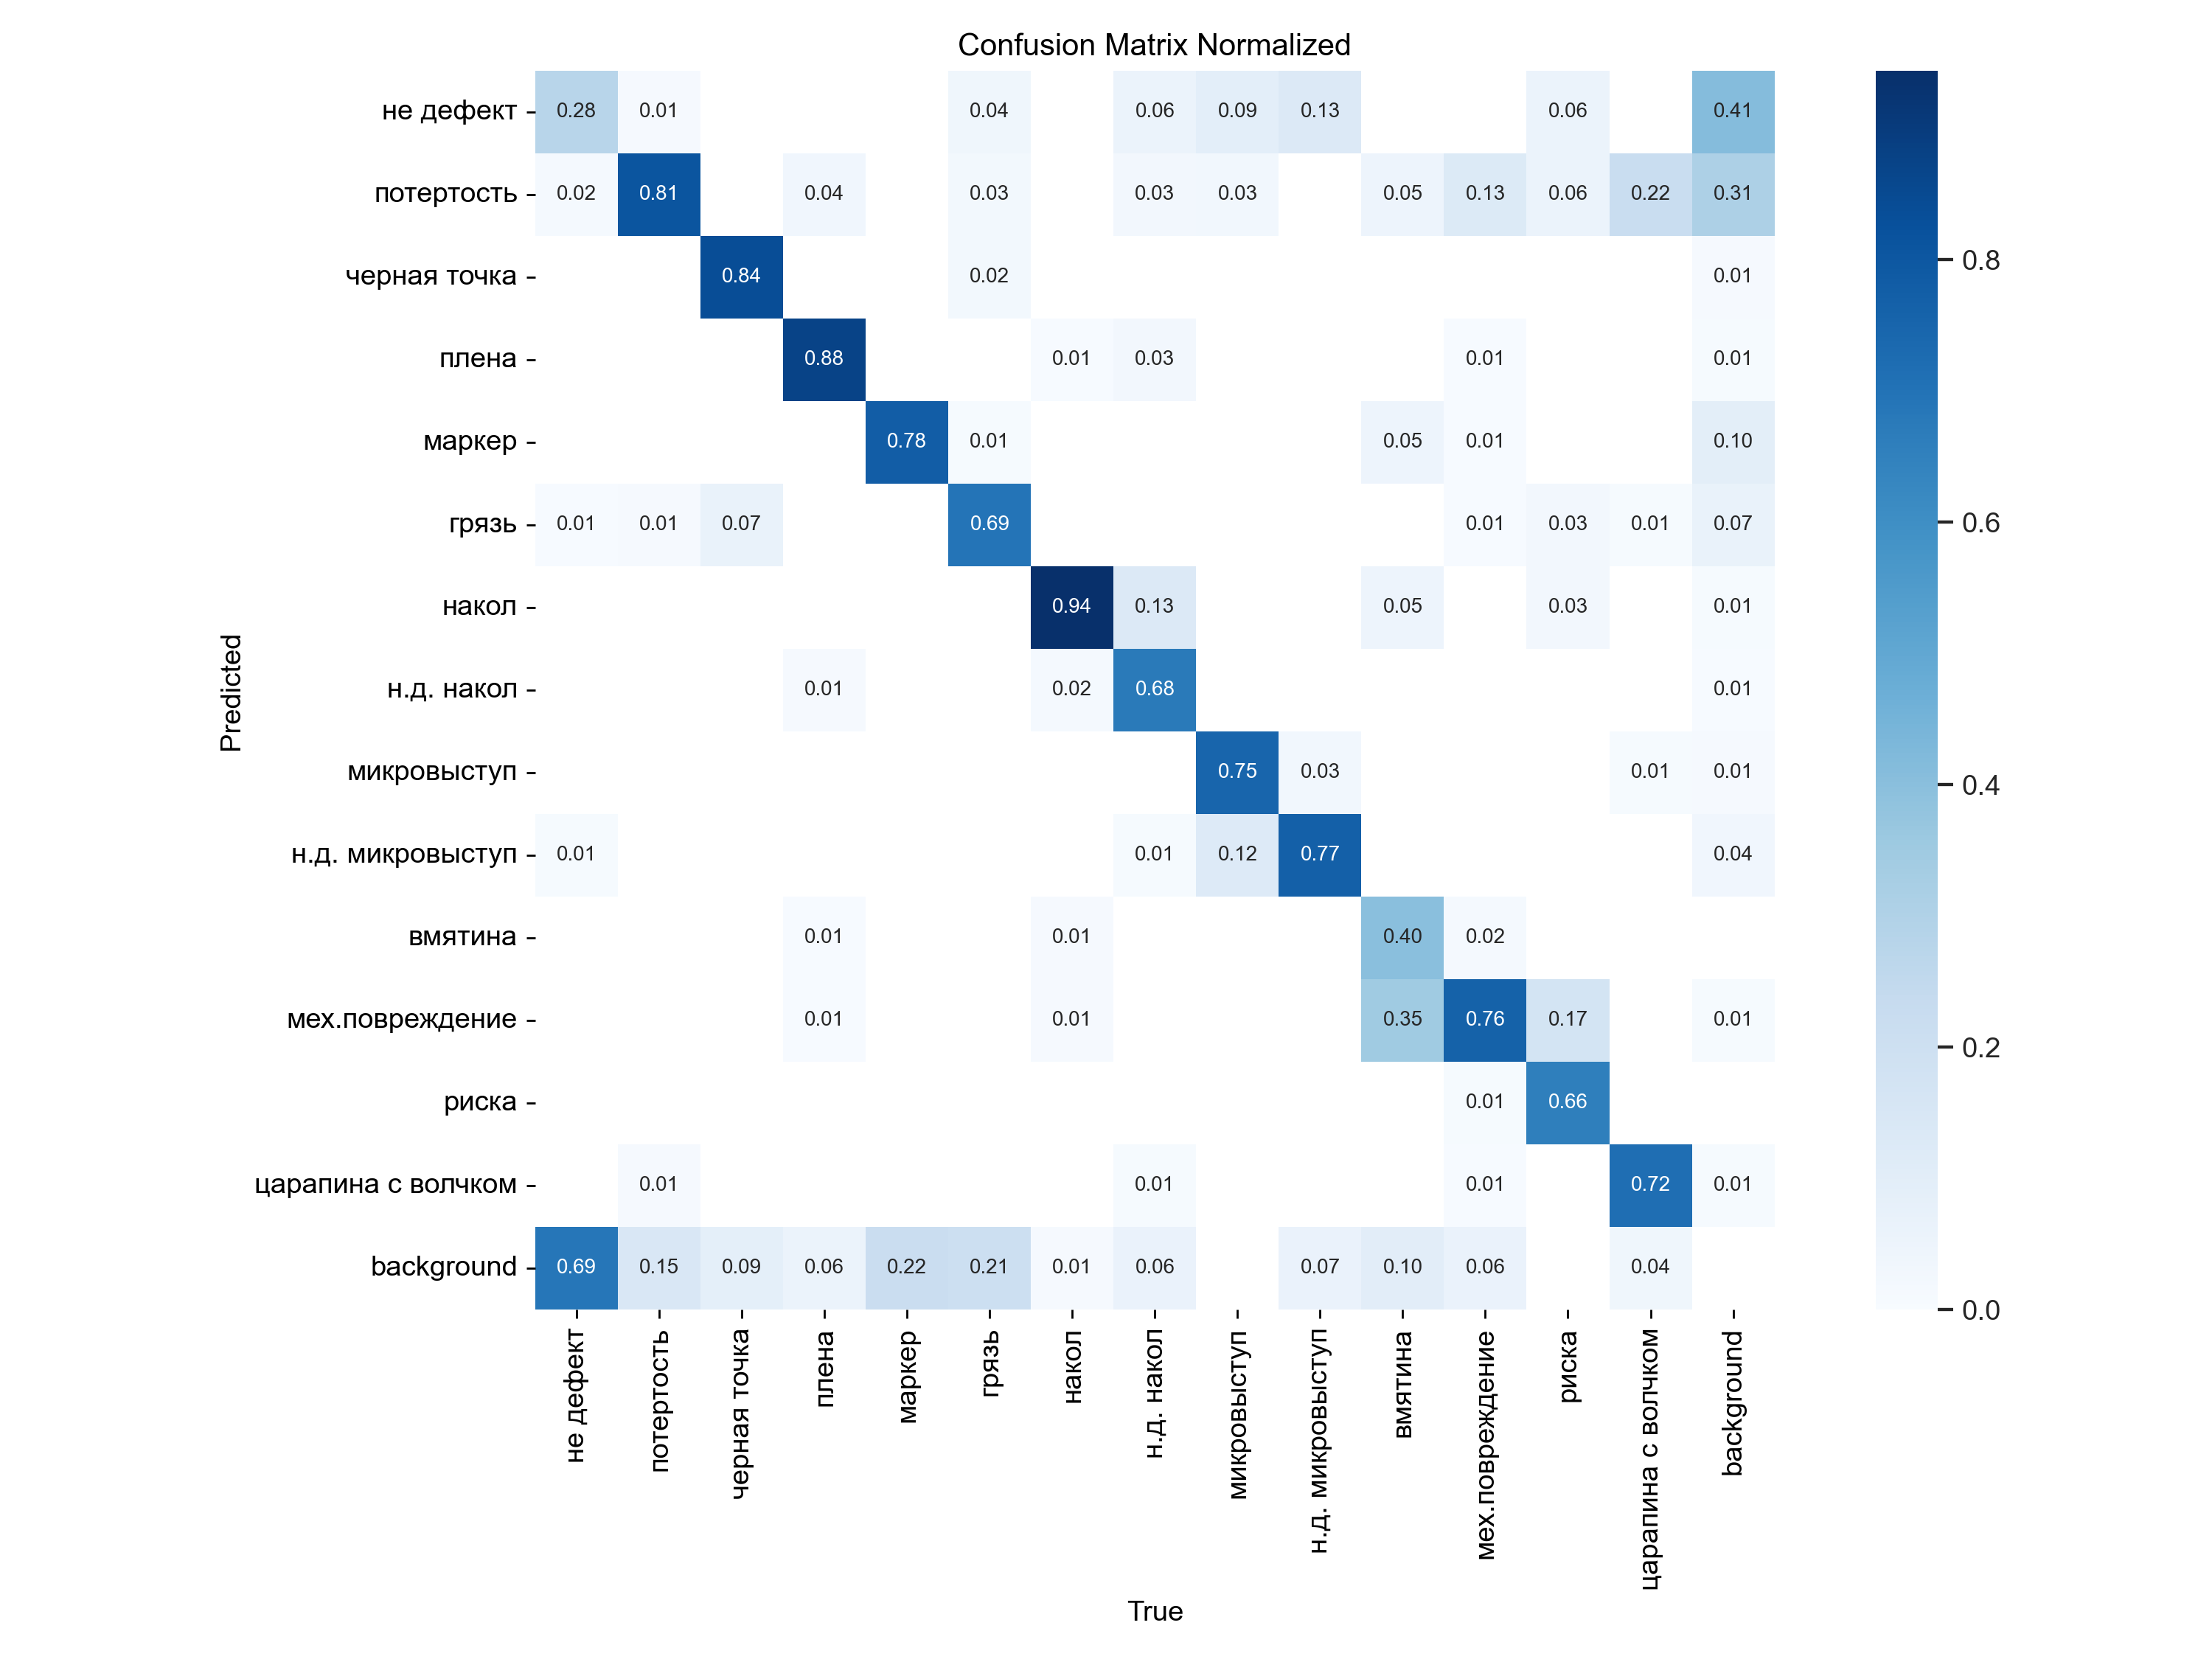 Confusion Matrix Normalized
не дефект 0.28 0.01 0.04 0.06 0.09 0.13 0.06 0.41
потертость 0.02 0.81 0.04 0.03 0.03 0.03 0.05 0.13 0.06 0.22 0.31
черная точка 0.84 0.02 0.01
0.8
плена 0.88 0.01 0.03 0.01 0.01
маркер 0.78 0.01 0.05 0.01 0.10
грязь 0.01 0.01 0.07 0.69 0.01 0.03 0.01 0.07
0.6
накол 0.94 0.13 0.05 0.03 0.01
н.д. накол 0.01 0.02 0.68 0.01
Predicted
микровыступ 0.75 0.03 0.01 0.01
0.4
н.д. микровыступ 0.01 0.01 0.12 0.77 0.04
вмятина 0.01 0.01 0.40 0.02
мех.повреждение 0.01 0.01 0.35 0.76 0.17 0.01
0.2
риска 0.01 0.66
царапина с волчком 0.01 0.01 0.01 0.72 0.01
background 0.69 0.15 0.09 0.06 0.22 0.21 0.01 0.06 0.07 0.10 0.06 0.04
0.0
не дефект
потертость
черная точка
плена
маркер
грязь
накол
н.д. накол
микровыступ
н.д. микровыступ
вмятина
мех.повреждение
риска
царапина с волчком
background
True